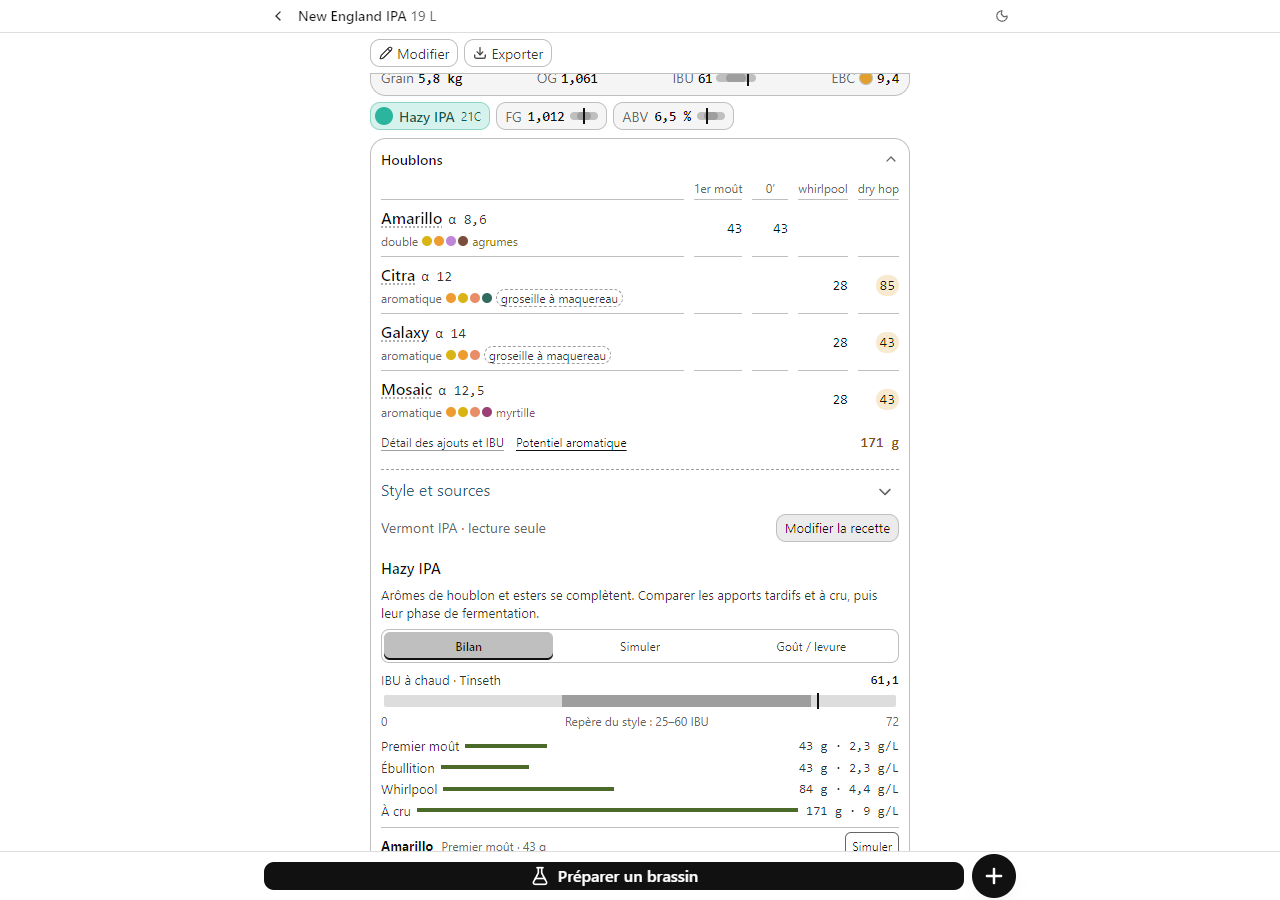 New England IPA 19 L
Modifier Exporter
Grain 5,8 kg OG 1,061 IBU 61 EBC 9,4
Hazy IPA 21C FG 1,012 ABV 6,5 %
Houblons
1er moût 0′ whirlpool dry hop
Amarillo α 8,6
43 43
double agrumes
Citra α 12
28 85
aromatique groseille à maquereau
Galaxy α 14
28 43
aromatique groseille à maquereau
Mosaic α 12,5
28 43
aromatique myrtille
Détail des ajouts et IBU Potentiel aromatique 171 g
Style et sources
Vermont IPA · lecture seule Modifier la recette
Hazy IPA
Arômes de houblon et esters se complètent. Comparer les apports tardifs et à cru, puis
leur phase de fermentation.
Bilan Simuler Goût / levure
IBU à chaud · Tinseth 61,1
0 Repère du style : 25–60 IBU 72
Premier moût 43 g · 2,3 g/L
Ébullition 43 g · 2,3 g/L
Whirlpool 84 g · 4,4 g/L
À cru 171 g · 9 g/L
Amarillo Premier moût · 43 g Simuler
Préparer un brassin